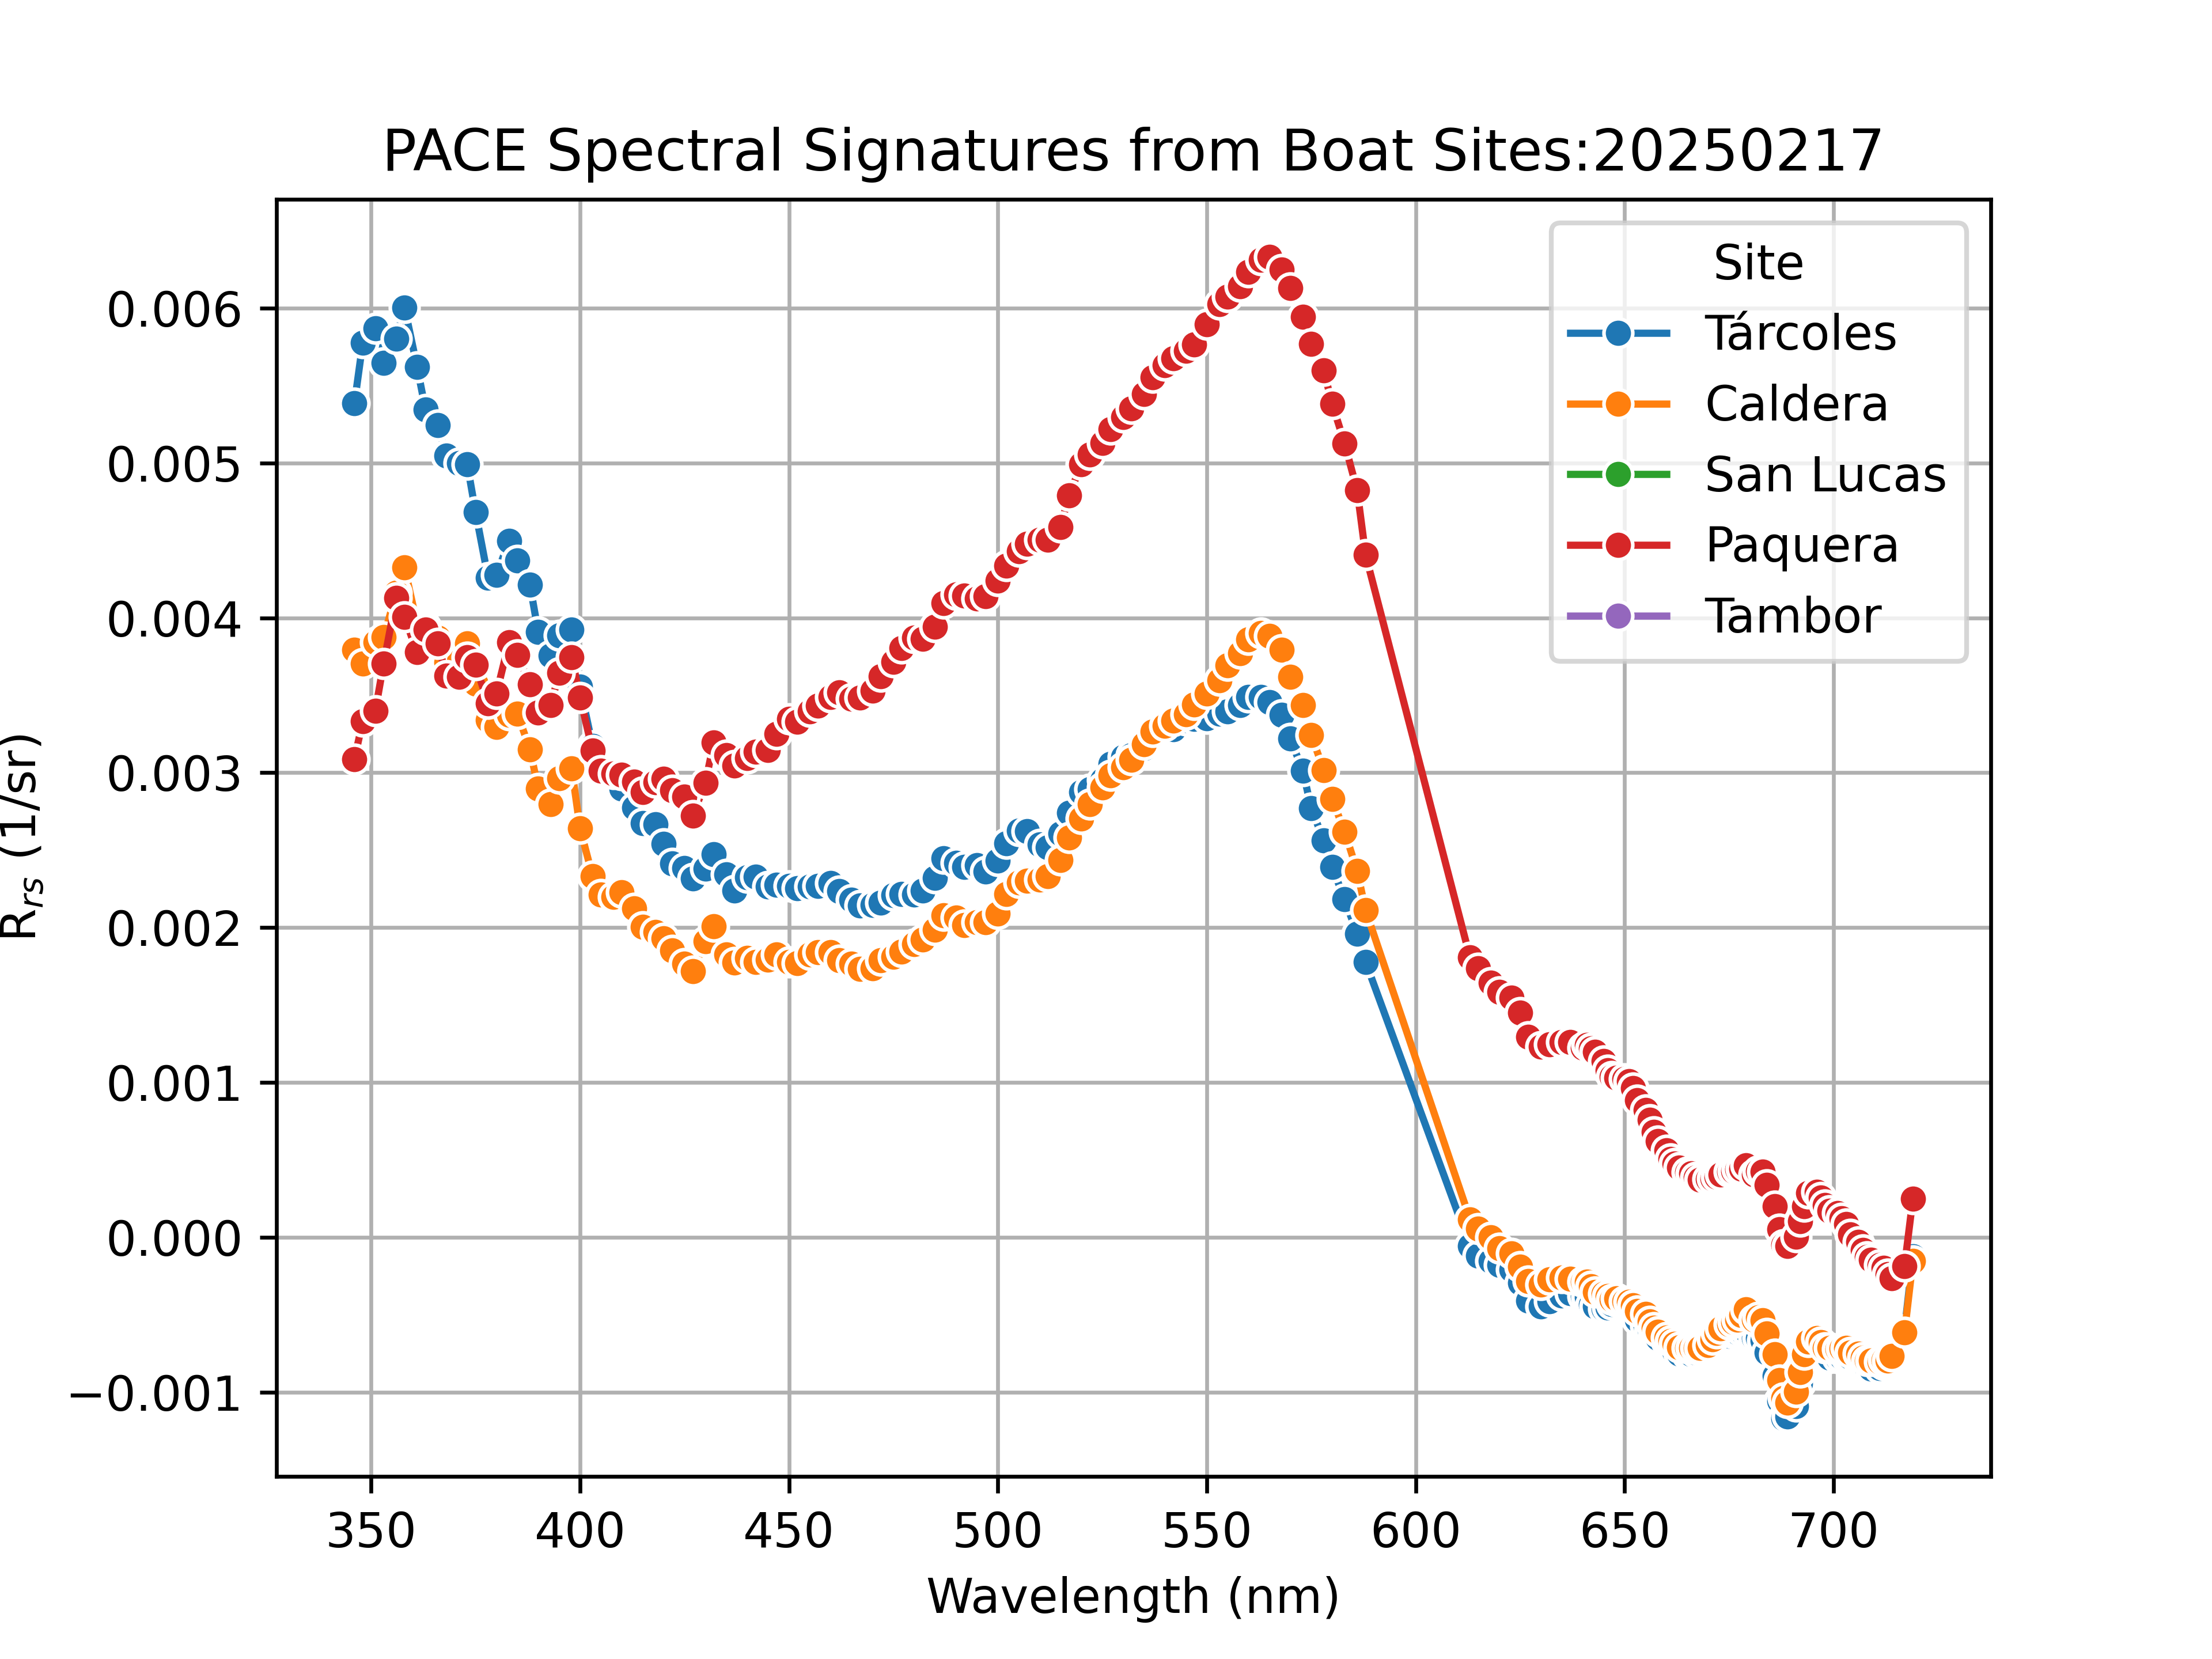 PACE Spectral Signatures from Boat Sites:20250217
Site
Tárcoles
Caldera
San Lucas
Paquera
Tambor
0.006
0.005
0.004
0.003
0.002
0.001
0.000
−0.001
R_rs (1/sr)
350 400 450 500 550 600 650 700
Wavelength (nm)